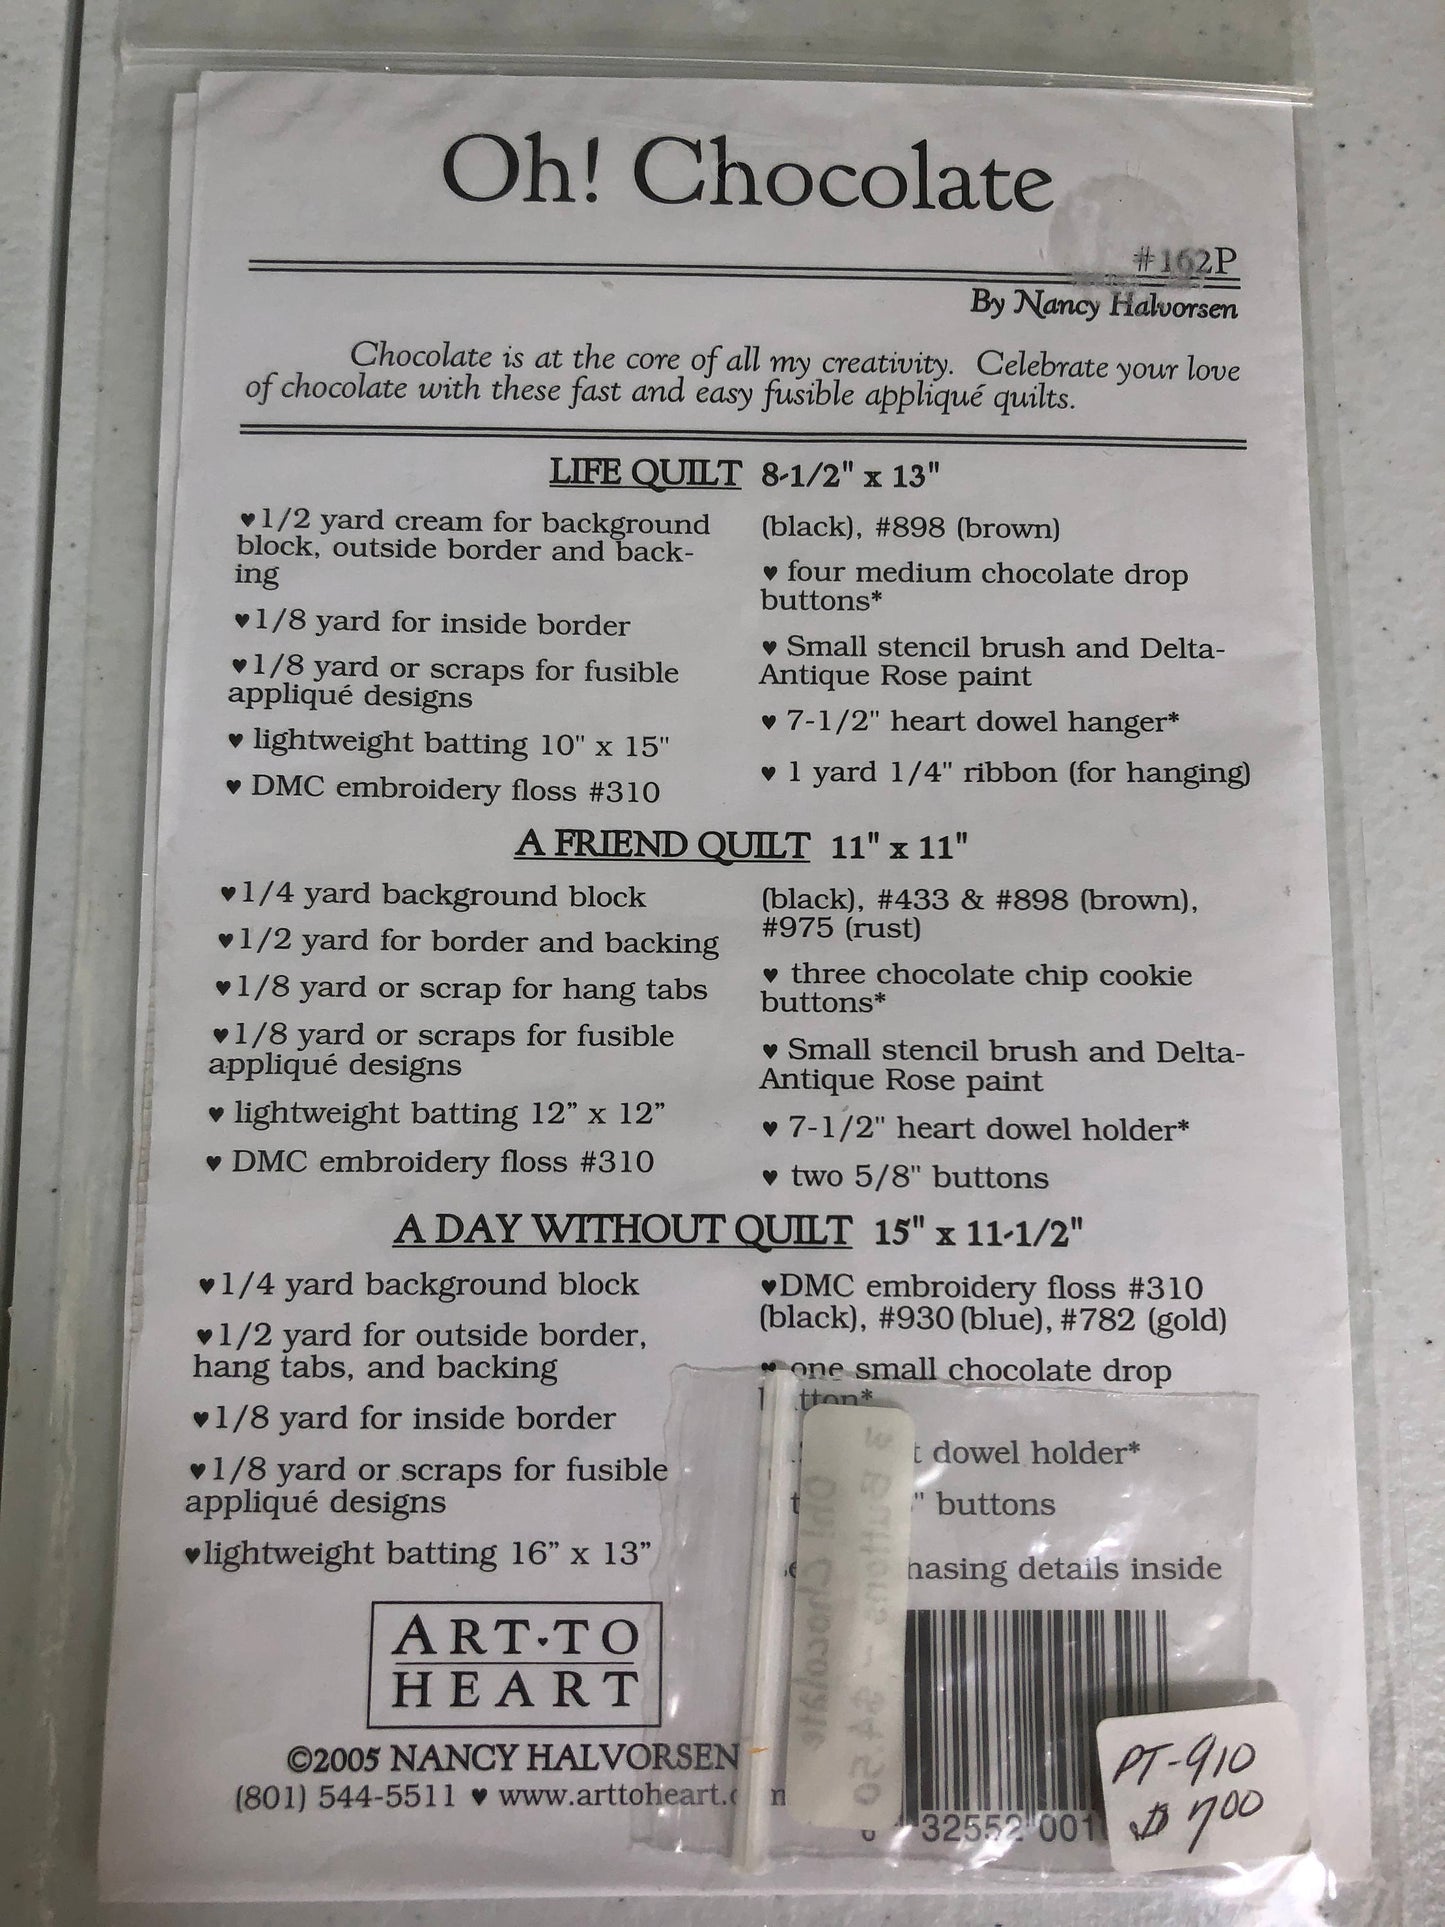 Oh! Chocolate
#162P
By Nancy Halvorsen
Chocolate is at the core of all my creativity. Celebrate your love
of chocolate with these fast and easy fusible appliqué quilts.
LIFE QUILT 8-1/2" x 13"
♥1/2 yard cream for background
block, outside border and back-
ing
♥1/8 yard for inside border
♥1/8 yard or scraps for fusible
appliqué designs
♥ lightweight batting 10" x 15"
♥ DMC embroidery floss #310
(black), #898 (brown)
♥ four medium chocolate drop
buttons*
♥ Small stencil brush and Delta-
Antique Rose paint
♥ 7-1/2" heart dowel hanger*
♥ 1 yard 1/4" ribbon (for hanging)
A FRIEND QUILT 11" x 11"
♥1/4 yard background block
♥1/2 yard for border and backing
♥1/8 yard or scrap for hang tabs
♥1/8 yard or scraps for fusible
appliqué designs
♥ lightweight batting 12” x 12”
♥ DMC embroidery floss #310
(black), #433 & #898 (brown),
#975 (rust)
♥ three chocolate chip cookie
buttons*
♥ Small stencil brush and Delta-
Antique Rose paint
♥ 7-1/2" heart dowel holder*
♥ two 5/8" buttons
A DAY WITHOUT QUILT 15" x 11-1/2"
♥1/4 yard background block
♥1/2 yard for outside border,
hang tabs, and backing
♥1/8 yard for inside border
♥1/8 yard or scraps for fusible
appliqué designs
♥lightweight batting 16” x 13”
♥DMC embroidery floss #310
(black), #930 (blue), #782 (gold)
♥ one small chocolate drop
dowel holder*
" buttons
details inside
ART♥TO
HEART
©2005 NANCY HALVORSEN
(801) 544-5511 ♥ www.arttoheart.
3 Buttons - $4.50
Oh! Chocolate
32552 001
PT-910
$ 7.00